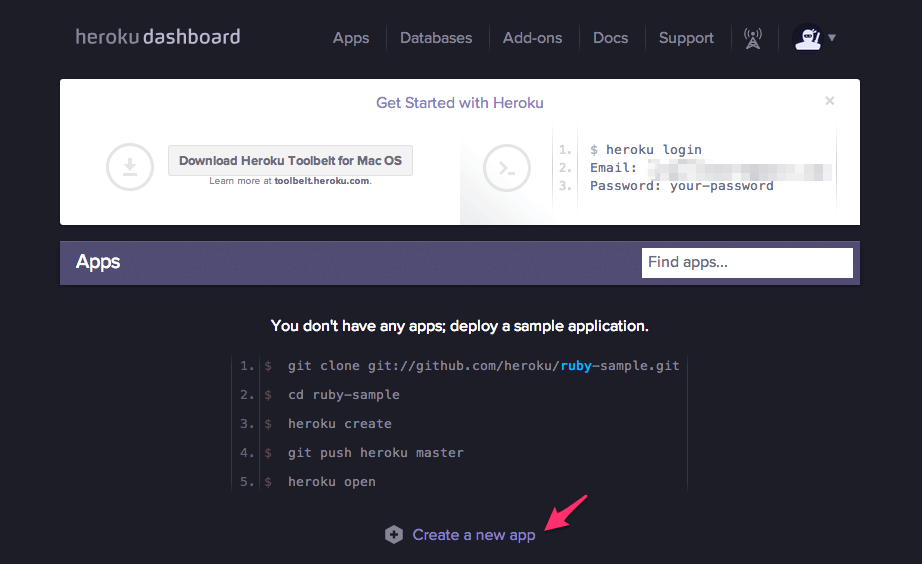 heroku dashboard
Apps Databases Add-ons Docs Support
Get Started with Heroku
×
Download Heroku Toolbelt for Mac OS
Learn more at toolbelt.heroku.com.
1. $ heroku login
2. Email:
3. Password: your-password
Apps
Find apps...
You don't have any apps; deploy a sample application.
1. $ git clone git://github.com/heroku/ruby-sample.git
2. $ cd ruby-sample
3. $ heroku create
4. $ git push heroku master
5. $ heroku open
Create a new app